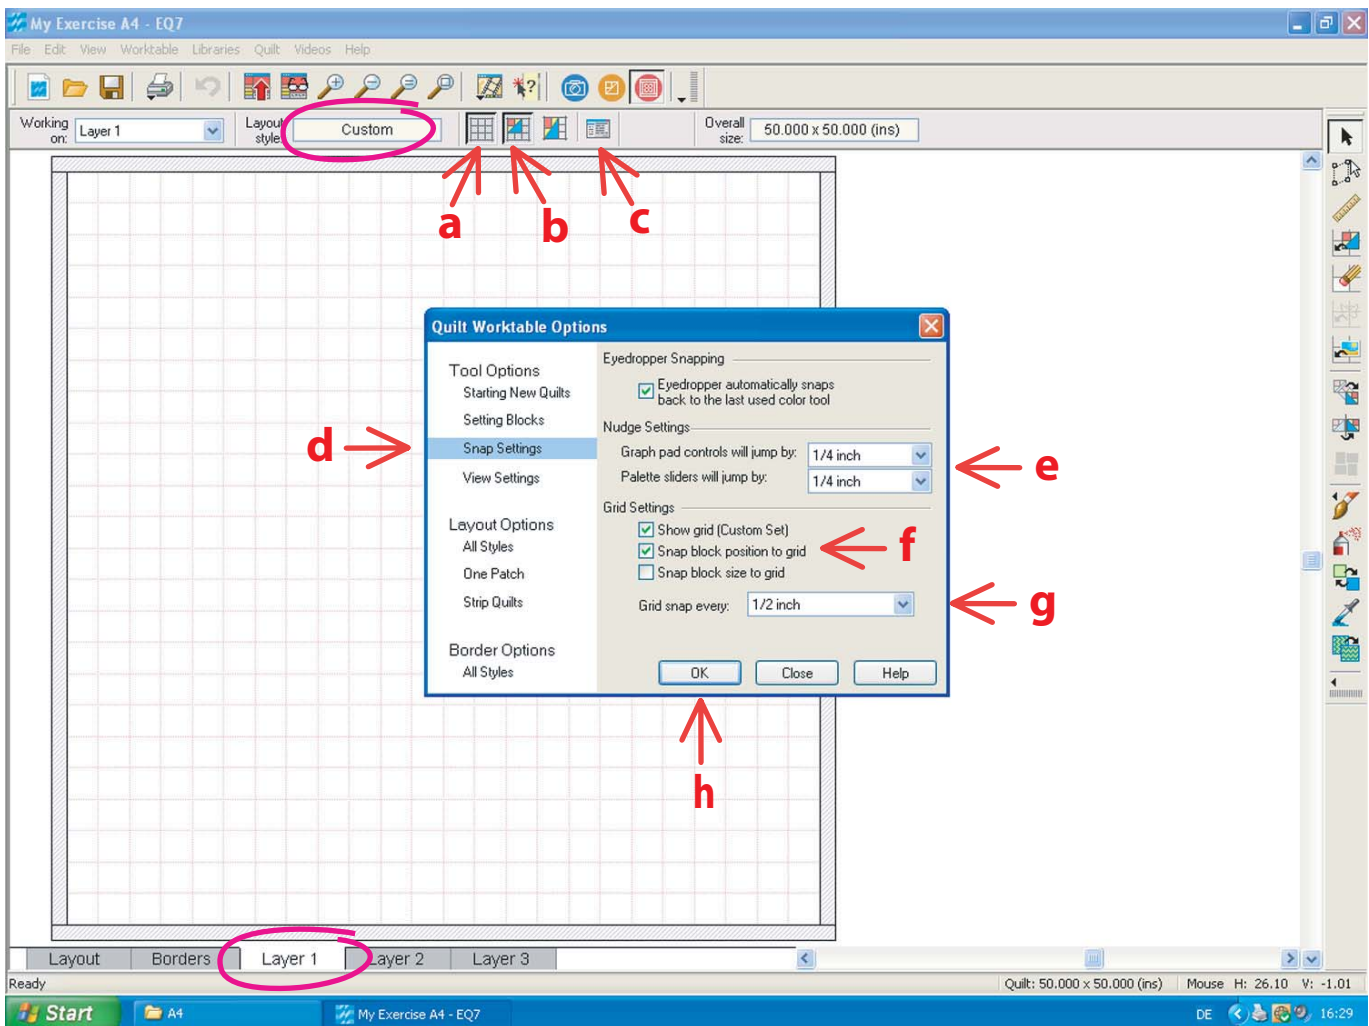 My Exercise A4 - EQ7
File Edit View Worktable Libraries Quilt Videos Help
Working on: Layer 1 Layout style: Custom Overall size: 50.000 x 50.000 (ins)
a b c
Quilt Worktable Options
Tool Options
Starting New Quilts
Setting Blocks
Snap Settings
View Settings
Layout Options
All Styles
One Patch
Strip Quilts
Border Options
All Styles
Eyedropper Snapping
Eyedropper automatically snaps
back to the last used color tool
Nudge Settings
Graph pad controls will jump by: 1/4 inch
Palette sliders will jump by: 1/4 inch
Grid Settings
Show grid (Custom Set)
Snap block position to grid
Snap block size to grid
Grid snap every: 1/2 inch
OK Close Help
d
e
f
g
h
Layout Borders Layer 1 Layer 2 Layer 3
Ready Quilt: 50.000 x 50.000 (ins) Mouse H: 26.10 V: -1.01
Start A4 My Exercise A4 - EQ7 DE 16:29